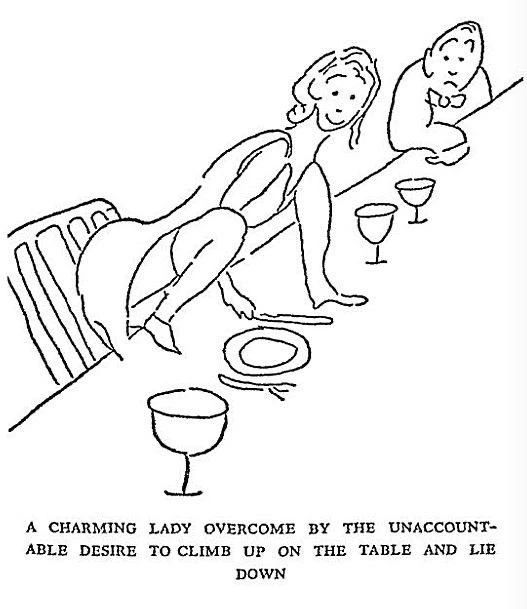 A CHARMING LADY OVERCOME BY THE UNACCOUNT-
ABLE DESIRE TO CLIMB UP ON THE TABLE AND LIE
DOWN